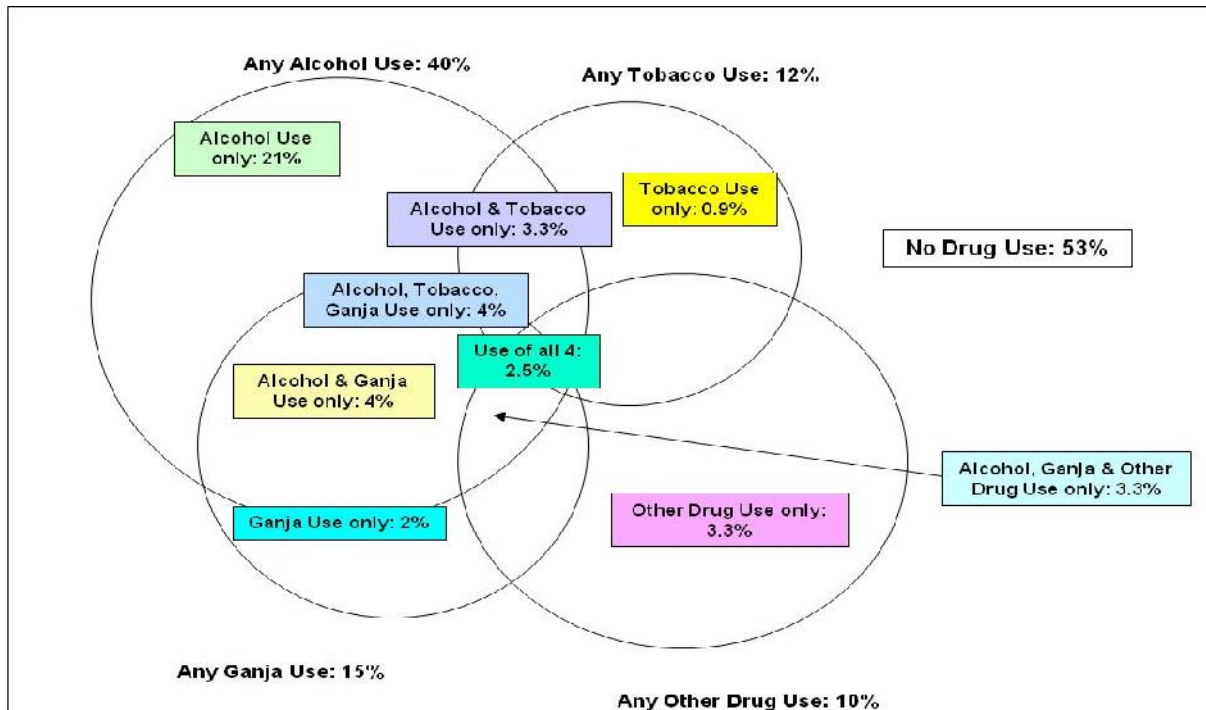 Any Alcohol Use: 40%
Any Tobacco Use: 12%
Alcohol Use
only: 21%
Tobacco Use
only: 0.9%
Alcohol & Tobacco
Use only: 3.3%
No Drug Use: 53%
Alcohol, Tobacco,
Ganja Use only: 4%
Use of all 4:
2.5%
Alcohol & Ganja
Use only: 4%
Alcohol, Ganja & Other
Drug Use only: 3.3%
Ganja Use only: 2%
Other Drug Use only:
3.3%
Any Ganja Use: 15%
Any Other Drug Use: 10%